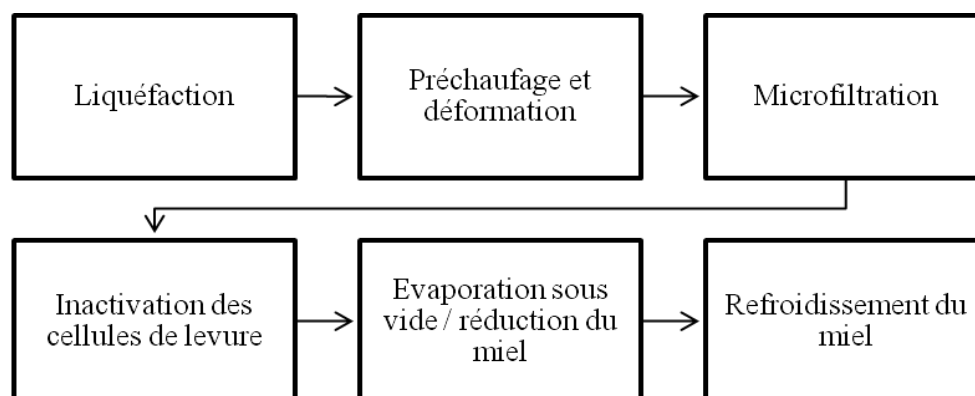 Liquéfaction
Préchaufage et
déformation
Microfiltration
Inactivation des
cellules de levure
Evaporation sous
vide / réduction du
miel
Refroidissement du
miel